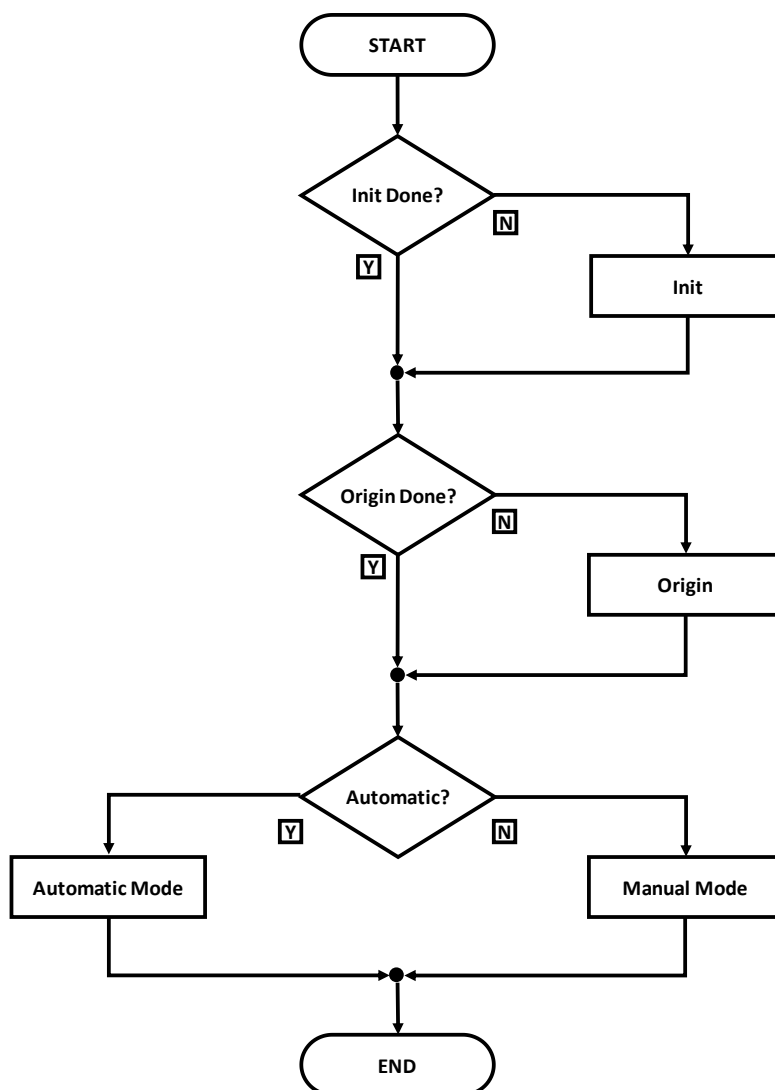 START
Init Done?
N
Y
Init
Origin Done?
N
Y
Origin
Automatic?
Y
N
Automatic Mode
Manual Mode
END